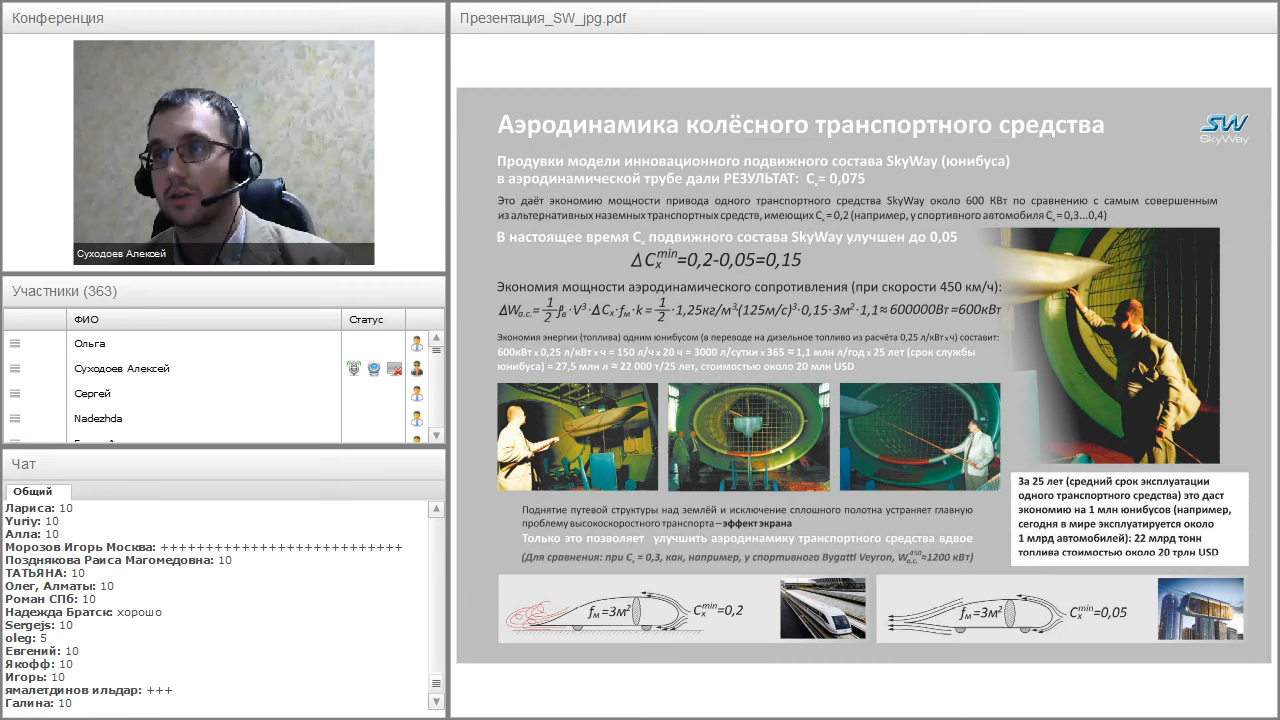 Конференция
Суходоев Алексей
Участники (363)
ФИО
Статус
Ольга
Суходоев Алексей
Сергей
Nadezhda
Чат
Общий
Лариса: 10
Yuriy: 10
Алла: 10
Морозов Игорь Москва: +++++++++++++++++++++++++++
Позднякова Раиса Магомедовна: 10
ТАТЬЯНА: 10
Олег, Алматы: 10
Роман СПб: 10
Надежда Братск: хорошо
Sergejs: 10
oleg: 5
Евгений: 10
Якофф: 10
Игорь: 10
ямалетдинов ильдар: +++
Галина: 10
Презентация_SW_jpg.pdf
Аэродинамика колёсного транспортного средства
SW
SkyWay
Продувки модели инновационного подвижного состава SkyWay (юнибуса)
в аэродинамической трубе дали РЕЗУЛЬТАТ: Cₓ= 0,075
Это даёт экономию мощности привода одного транспортного средства SkyWay около 600 КВт по сравнению с самым совершенным
из альтернативных наземных транспортных средств, имеющих Cₓ = 0,2 (например, у спортивного автомобиля Cₓ = 0,3...0,4)
В настоящее время Cₓ подвижного состава SkyWay улучшен до 0,05
ΔCₓᵐⁱⁿ=0,2-0,05=0,15
Экономия мощности аэродинамического сопротивления (при скорости 450 км/ч):
ΔWа.с.= 1/2 ρв·V³·ΔCₓ·fм·k = 1/2 ·1,25кг/м³(125м/с)³·0,15·3м²·1,1≈ 600000Вт =600кВт
Экономия энергии (топлива) одним юнибусом (в переводе на дизельное топливо из расчёта 0,25 л/кВт x ч) составит:
600кВт x 0,25 л/кВт x ч = 150 л/ч x 20 ч = 3000 л/сутки x 365 ≈ 1,1 млн л/год x 25 лет (срок службы
юнибуса) = 27,5 млн л ≈ 22 000 т/25 лет, стоимостью около 20 млн USD
Поднятие путевой структуры над землёй и исключение сплошного полотна устраняет главную
проблему высокоскоростного транспорта – эффект экрана
Только это позволяет улучшить аэродинамику транспортного средства вдвое
(Для сравнения: при Cₓ = 0,3, как, например, у спортивного Bygatti Veyron, Wа.с.⁴⁵⁰≈1200 кВт)
За 25 лет (средний срок эксплуатации
одного транспортного средства) это даст
экономию на 1 млн юнибусов (например,
сегодня в мире эксплуатируется около
1 млрд автомобилей): 22 млрд тонн
топлива стоимостью около 20 трлн USD
fм=3м² Cₓᵐⁱⁿ=0,2
fм=3м² Cₓᵐⁱⁿ=0,05